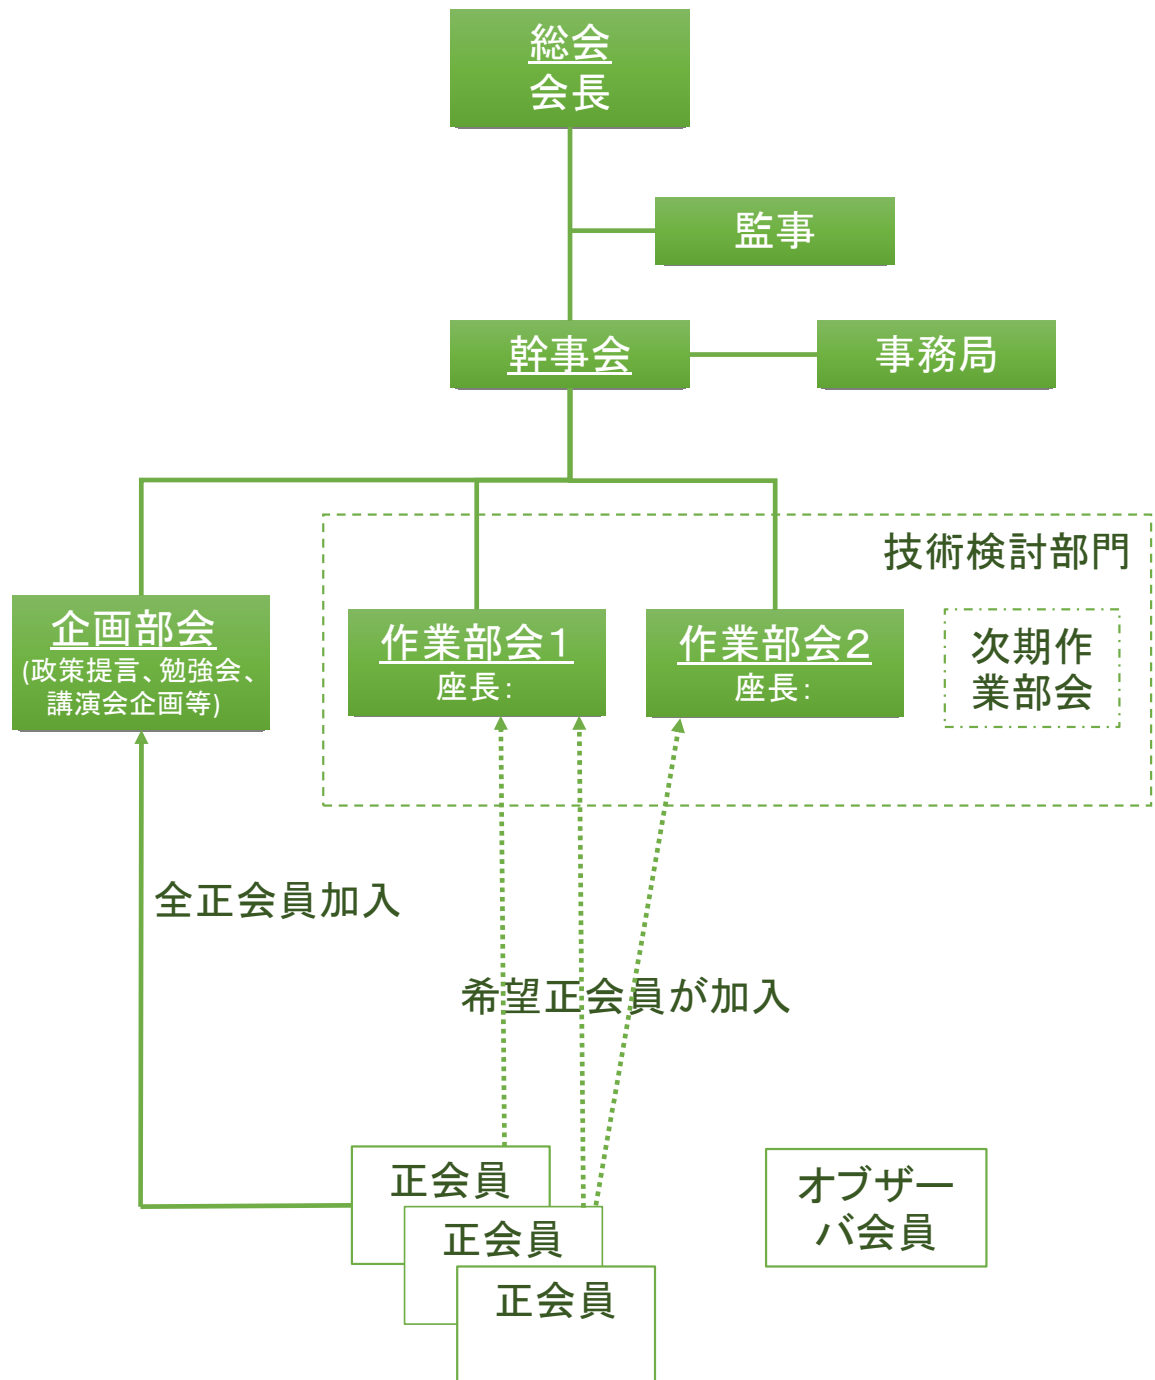 総会
会長
監事
幹事会
事務局
技術検討部門
企画部会
(政策提言、勉強会、
講演会企画等)
作業部会1
座長:
作業部会2
座長:
次期作
業部会
全正会員加入
希望正会員が加入
正会員
正会員
正会員
オブザー
バ会員